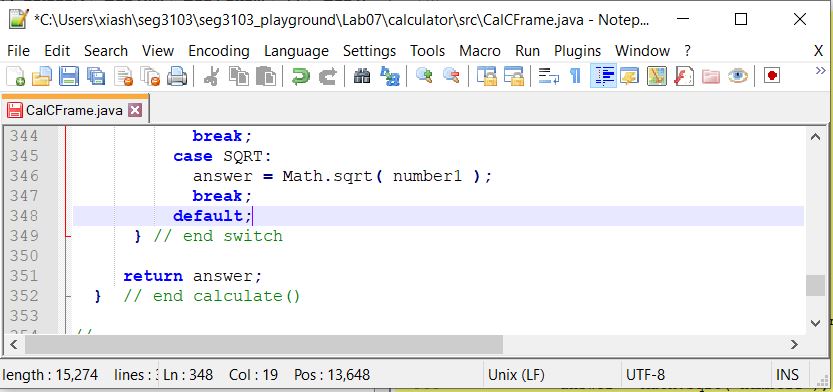 *C:\Users\xiash\seg3103\seg3103_playground\Lab07\calculator\src\CalCFrame.java - Notep...
File Edit Search View Encoding Language Settings Tools Macro Run Plugins Window ? X
CalCFrame.java
344 break;
345 case SQRT:
346 answer = Math.sqrt( number1 );
347 break;
348 default;
349 } // end switch
350
351 return answer;
352 } // end calculate()
353
354 //
length : 15,274 lines : Ln : 348 Col : 19 Pos : 13,648 Unix (LF) UTF-8 INS